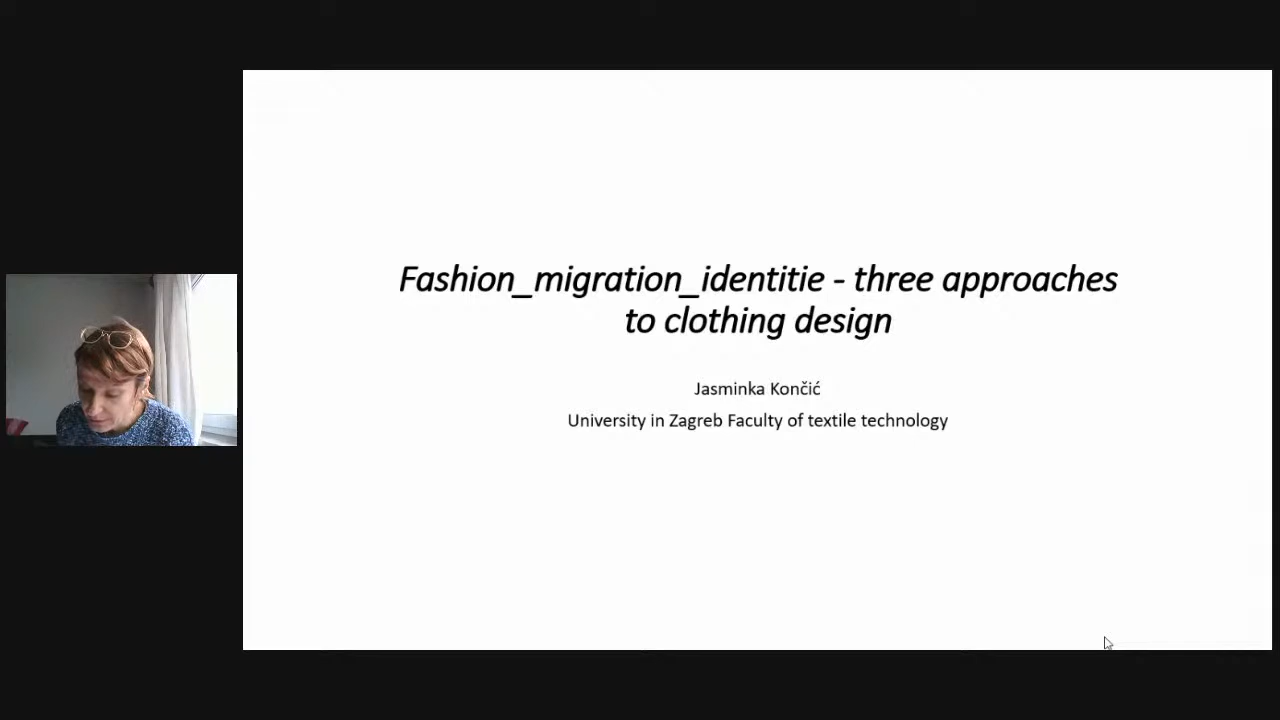 Fashion_migration_identitie - three approaches
to clothing design
Jasminka Končić
University in Zagreb Faculty of textile technology